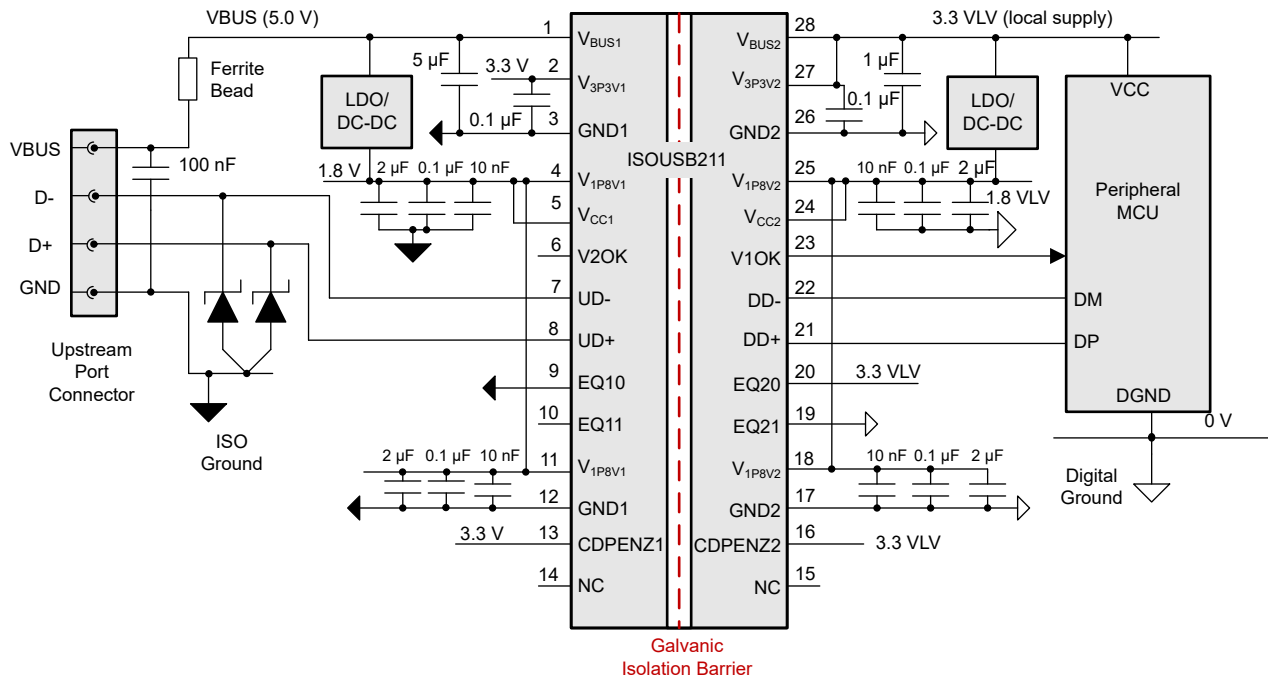 VBUS (5.0 V)
3.3 VLV (local supply)
1
VBUS1
VBUS2
28
Ferrite
Bead
5 µF
3.3 V
2
V3P3V1
V3P3V2
27
1 µF
LDO/
DC-DC
0.1 µF
3
GND1
GND2
26
0.1 µF
LDO/
DC-DC
VCC
VBUS
100 nF
ISOUSB211
1.8 V
2 µF
0.1 µF
10 nF
4
V1P8V1
V1P8V2
25
10 nF
0.1 µF
2 µF
1.8 VLV
Peripheral
MCU
D-
5
VCC1
VCC2
24
D+
6
V2OK
V1OK
23
GND
7
UD-
DD-
22
DM
8
UD+
DD+
21
DP
Upstream
Port
Connector
9
EQ10
EQ20
20
3.3 VLV
DGND
0 V
ISO
Ground
10
EQ11
EQ21
19
2 µF
0.1 µF
10 nF
11
V1P8V1
V1P8V2
18
10 nF
0.1 µF
2 µF
Digital
Ground
12
GND1
GND2
17
3.3 V
13
CDPENZ1
CDPENZ2
16
3.3 VLV
14
NC
NC
15
Galvanic
Isolation Barrier